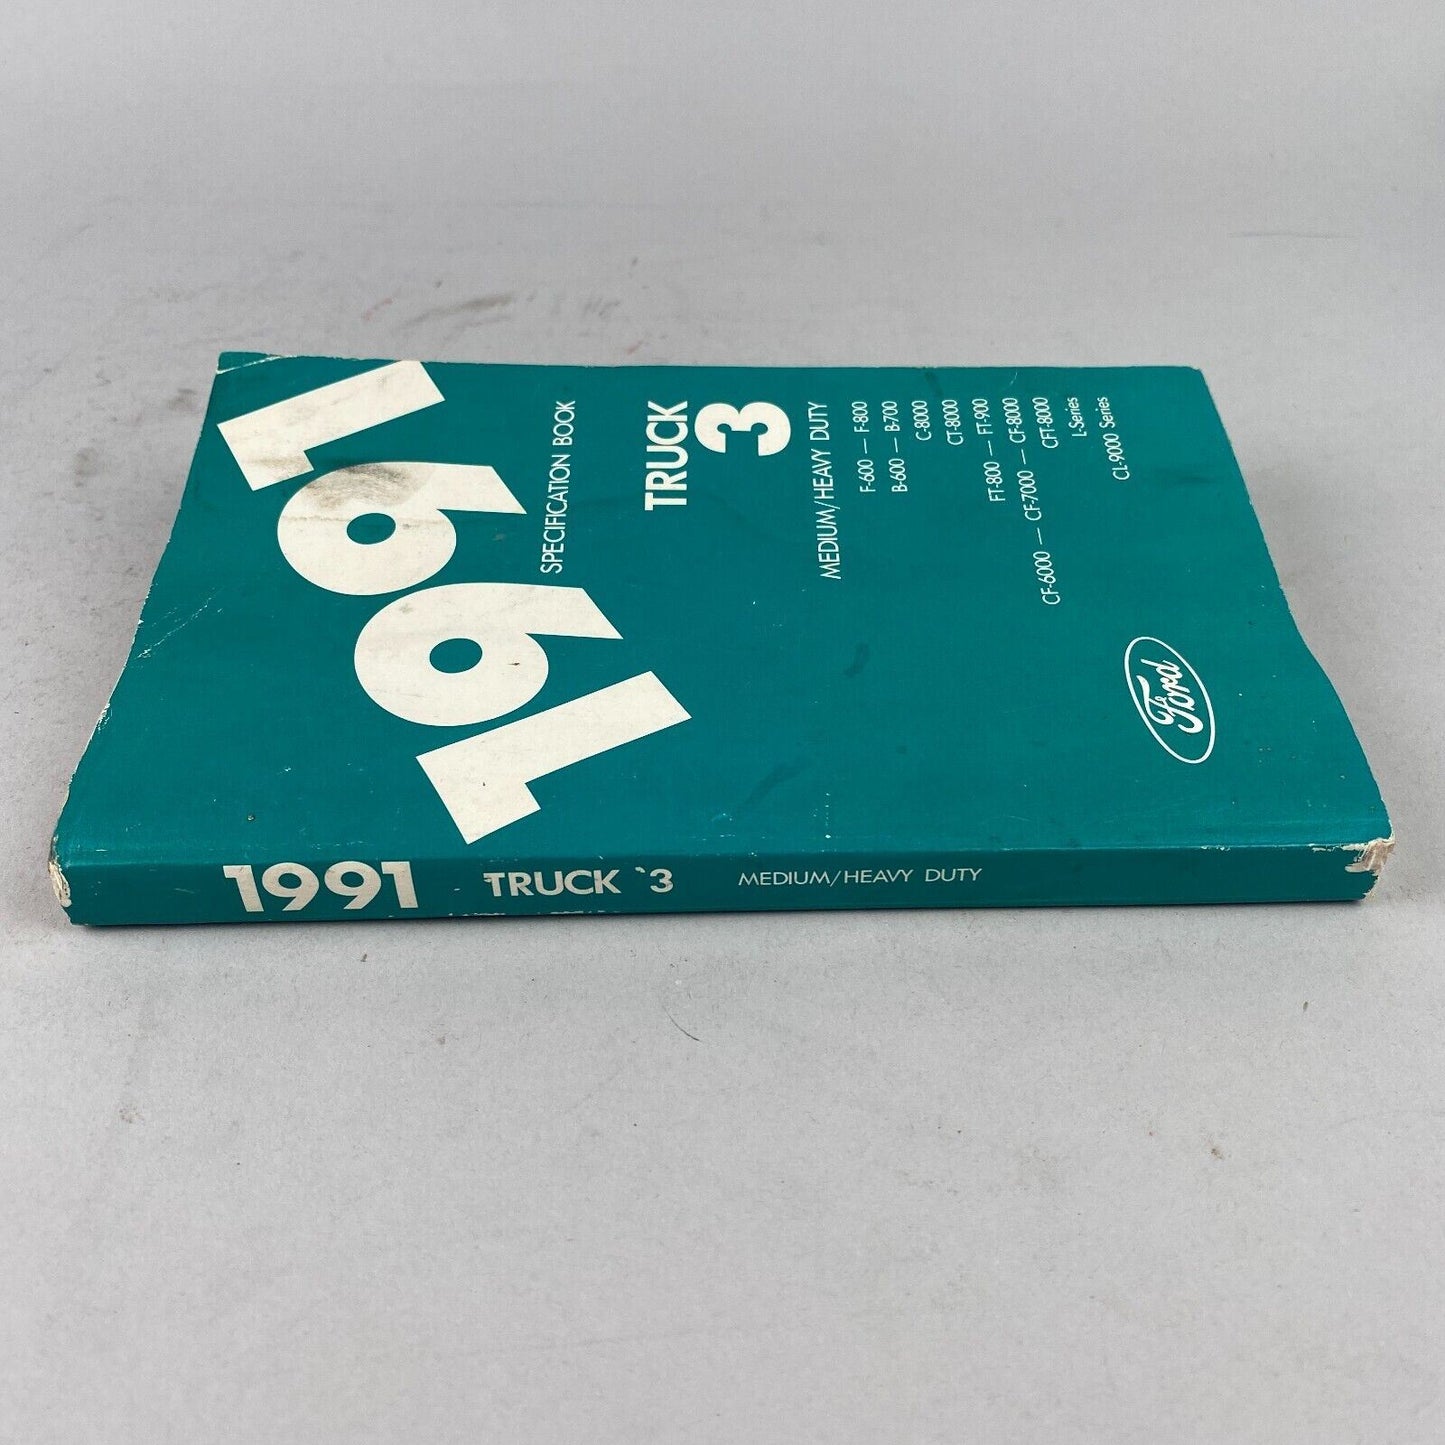 1991
SPECIFICATION BOOK
TRUCK
3
MEDIUM/HEAVY DUTY
F-600 — F-800
B-600 — B-700
C-8000
CT-8000
FT-800 — FT-900
CF-6000 — CF-7000 — CF-8000
CFT-8000
L-Series
CL-9000 Series
Ford
1991 TRUCK '3 MEDIUM/HEAVY DUTY